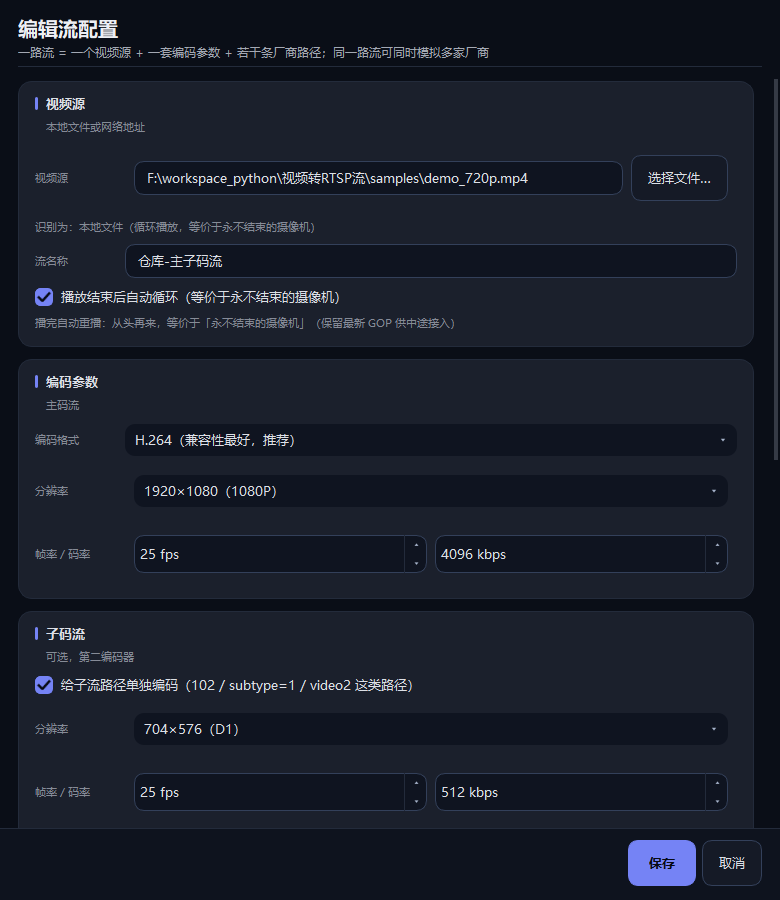 编辑流配置
一路流 = 一个视频源 + 一套编码参数 + 若干条厂商路径；同一路流可同时模拟多家厂商
视频源
本地文件或网络地址
视频源 F:\workspace_python\视频转RTSP流\samples\demo_720p.mp4 选择文件...
识别为：本地文件（循环播放，等价于永不结束的摄像机）
流名称 仓库-主子码流
播放结束后自动循环（等价于永不结束的摄像机）
播完自动重播：从头再来，等价于「永不结束的摄像机」（保留最新 GOP 供中途接入）
编码参数
主码流
编码格式 H.264（兼容性最好，推荐）
分辨率 1920×1080（1080P）
帧率 / 码率 25 fps 4096 kbps
子码流
可选，第二编码器
给子流路径单独编码（102 / subtype=1 / video2 这类路径）
分辨率 704×576（D1）
帧率 / 码率 25 fps 512 kbps
保存 取消